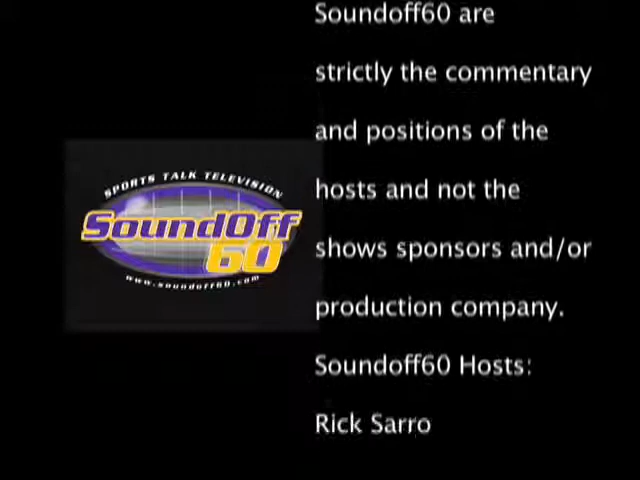 Soundoff60 are
strictly the commentary
and positions of the
hosts and not the
shows sponsors and/or
production company.
Soundoff60 Hosts:
Rick Sarro
SPORTS TALK TELEVISION
SoundOff
60
www.soundoff60.com